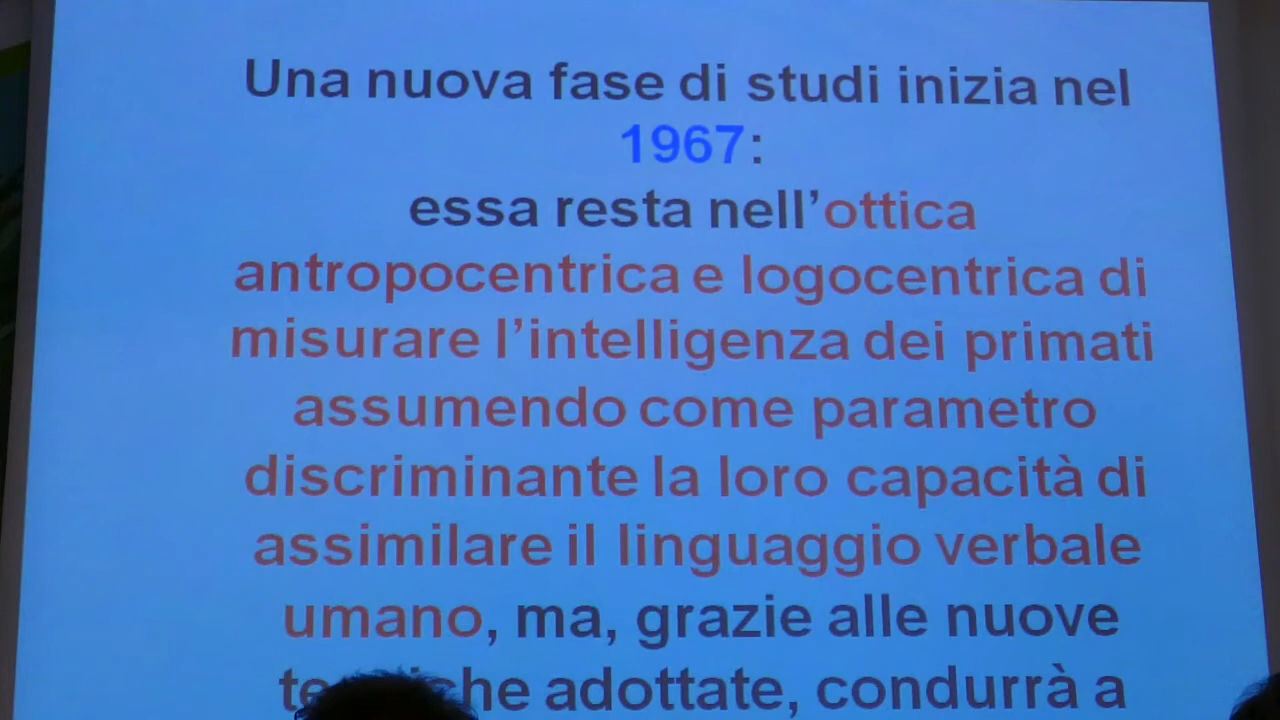 Una nuova fase di studi inizia nel
1967:
essa resta nell’ottica
antropocentrica e logocentrica di
misurare l’intelligenza dei primati
assumendo come parametro
discriminante la loro capacità di
assimilare il linguaggio verbale
umano, ma, grazie alle nuove
tecniche adottate, condurrà a